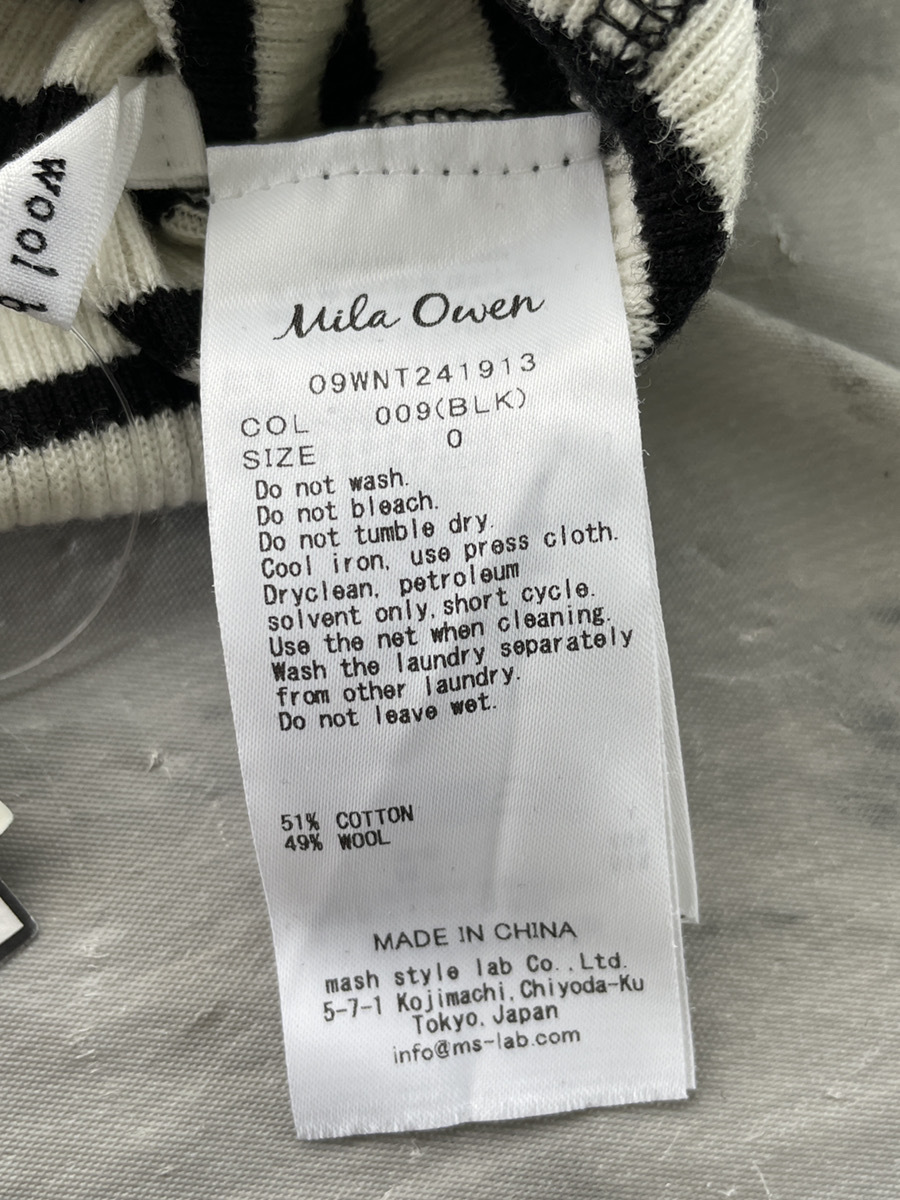 wool
Mila Owen
09WNT241913
COL 009(BLK)
SIZE 0
Do not wash.
Do not bleach.
Do not tumble dry.
Cool iron, use press cloth.
Dryclean, petroleum
solvent only, short cycle.
Use the net when cleaning.
Wash the laundry separately
from other laundry.
Do not leave wet.
51% COTTON
49% WOOL
MADE IN CHINA
mash style lab Co.,Ltd.
5-7-1 Kojimachi,Chiyoda-Ku
Tokyo,Japan
info@ms-lab.com